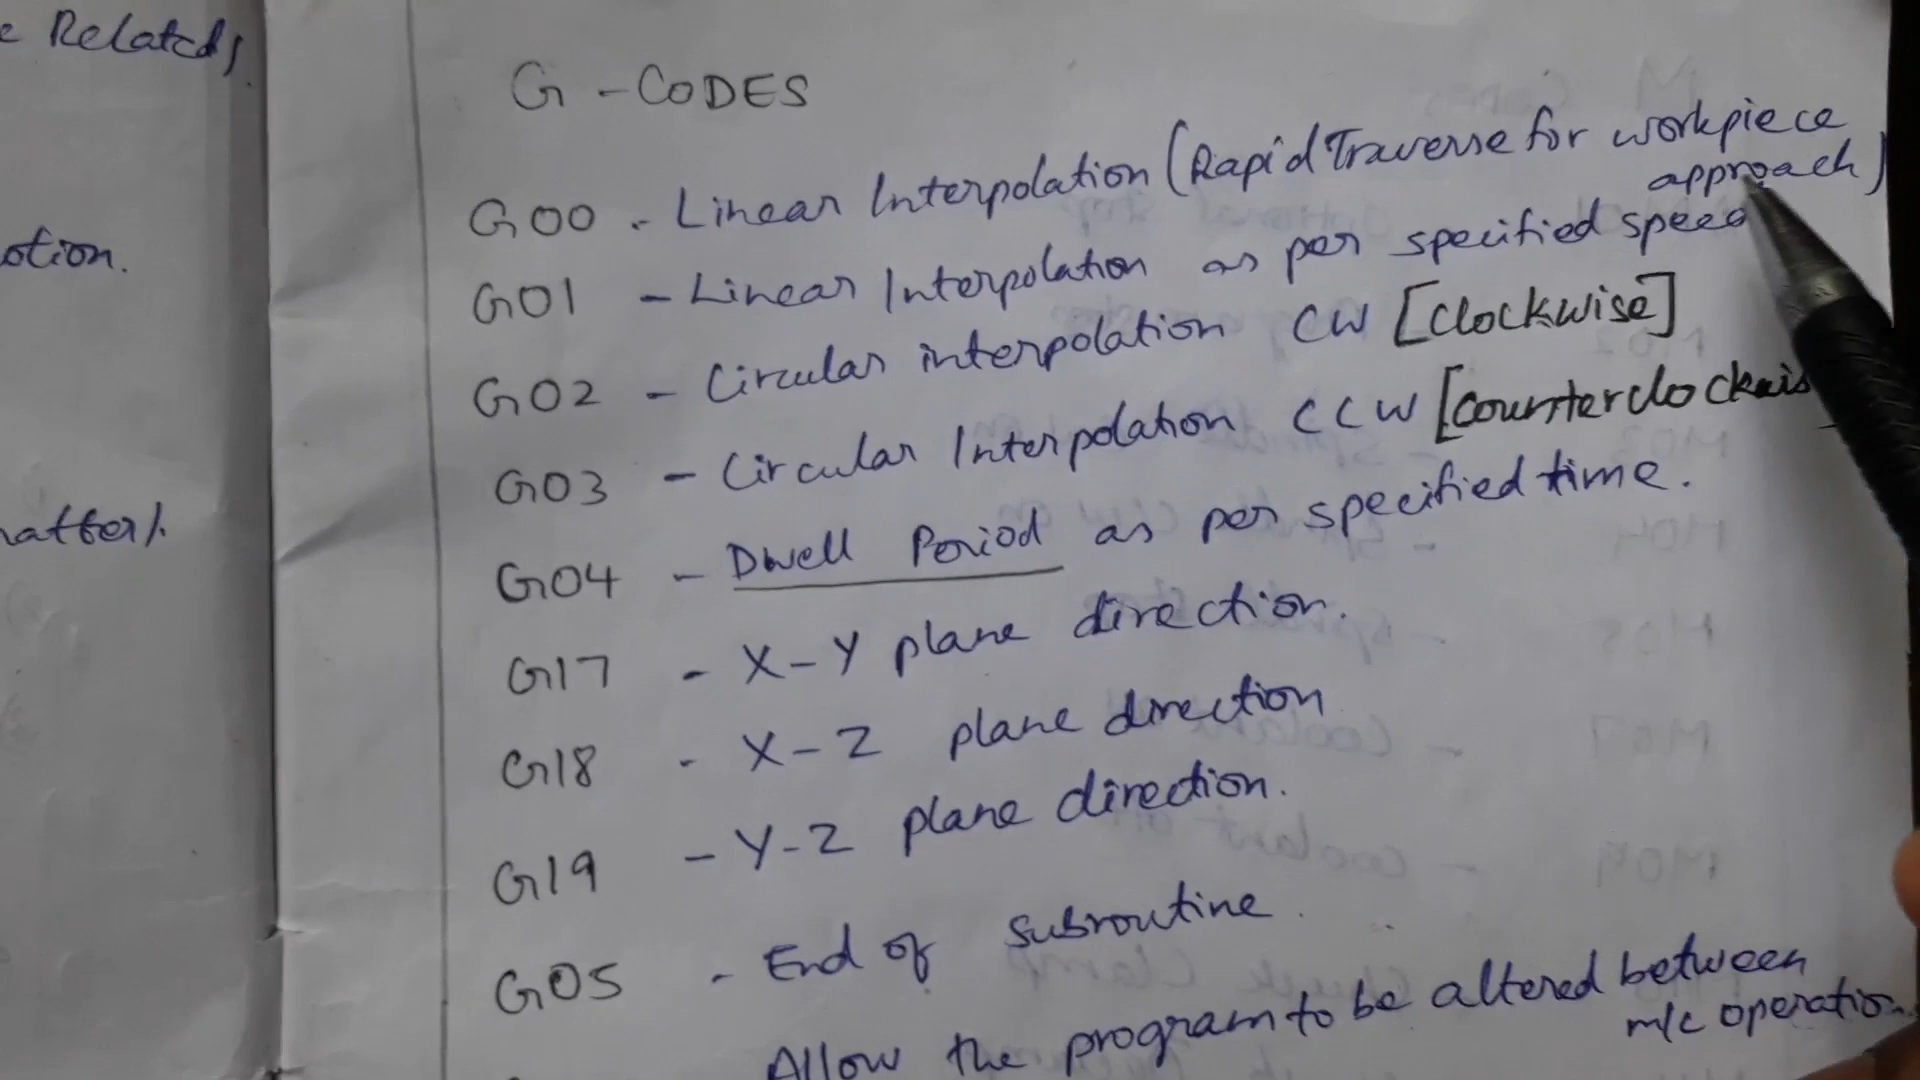 Related).
otion.
G-CODES
G00 - Linear Interpolation (Rapid Traverse for workpiece
approach)
G01 - Linear Interpolation as per specified speed
G02 - Circular interpolation CW [Clockwise]
G03 - Circular Interpolation CCW [Counterclockwis
G04 - Dwell Period as per specified time.
G17 - X-Y plane direction.
G18 - X-Z plane direction
G19 - Y-Z plane direction.
G05 - End of subroutine.
Allow the program to be altered between
m/c operation